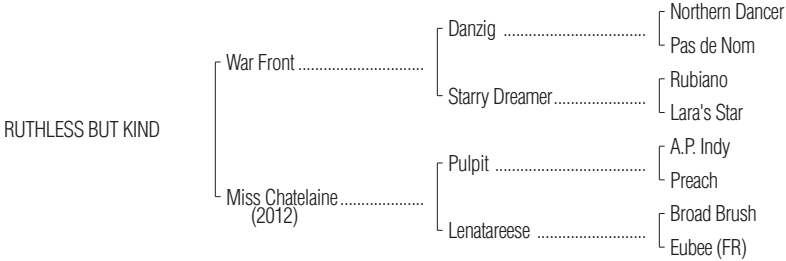 Northern Dancer
Danzig ..................................
Pas de Nom
War Front ..............................
Rubiano
Starry Dreamer......................
Lara's Star
RUTHLESS BUT KIND
A.P. Indy
Pulpit ....................................
Preach
Miss Chatelaine ....................
(2012)
Broad Brush
Lenatareese ..........................
Eubee (FR)